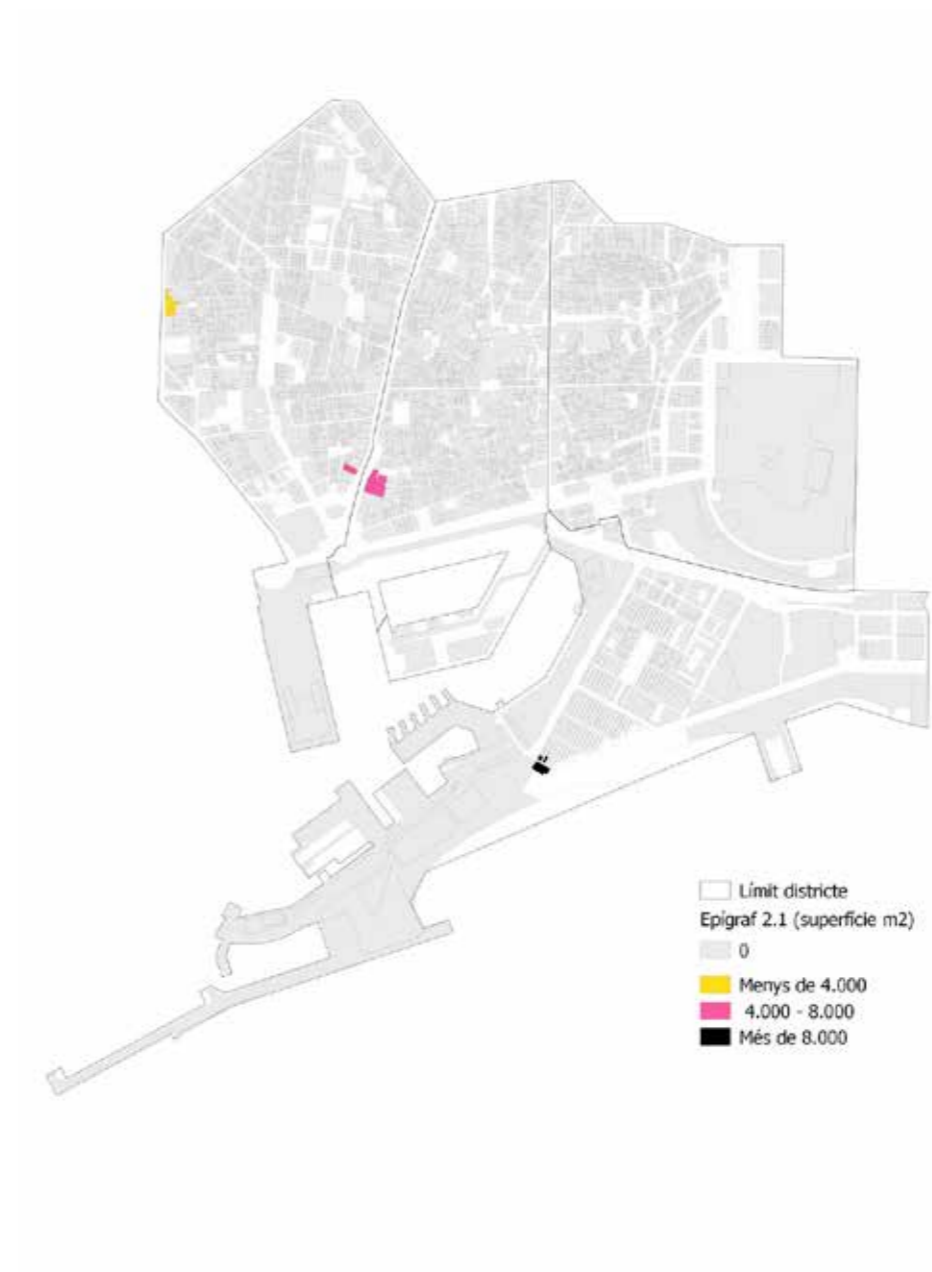 Límit districte
Epígraf 2.1 (superfície m2)
0
Menys de 4.000
4.000 - 8.000
Més de 8.000